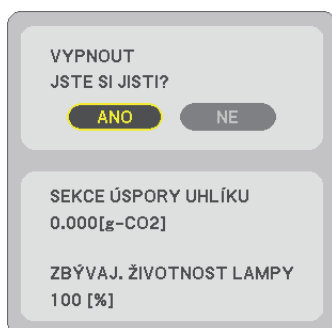 VYPNOUT
JSTE SI JISTI?
ANO NE
SEKCE ÚSPORY UHLÍKU
0.000[g-CO2]
ZBÝVAJ. ŽIVOTNOST LAMPY
100 [%]